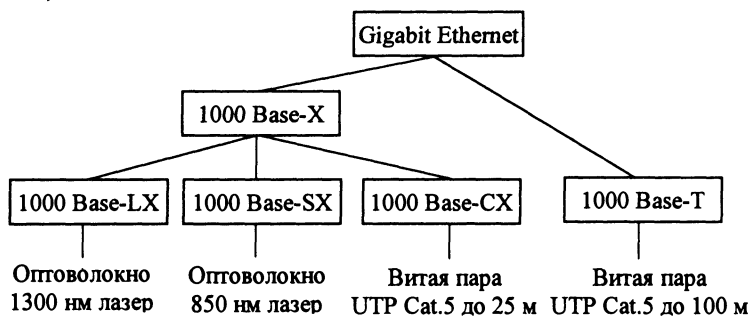 Gigabit Ethernet
1000 Base-X
1000 Base-LX
1000 Base-SX
1000 Base-CX
1000 Base-T
Оптоволокно
1300 нм лазер
Оптоволокно
850 нм лазер
Витая пара
UTP Cat.5 до 25 м
Витая пара
UTP Cat.5 до 100 м